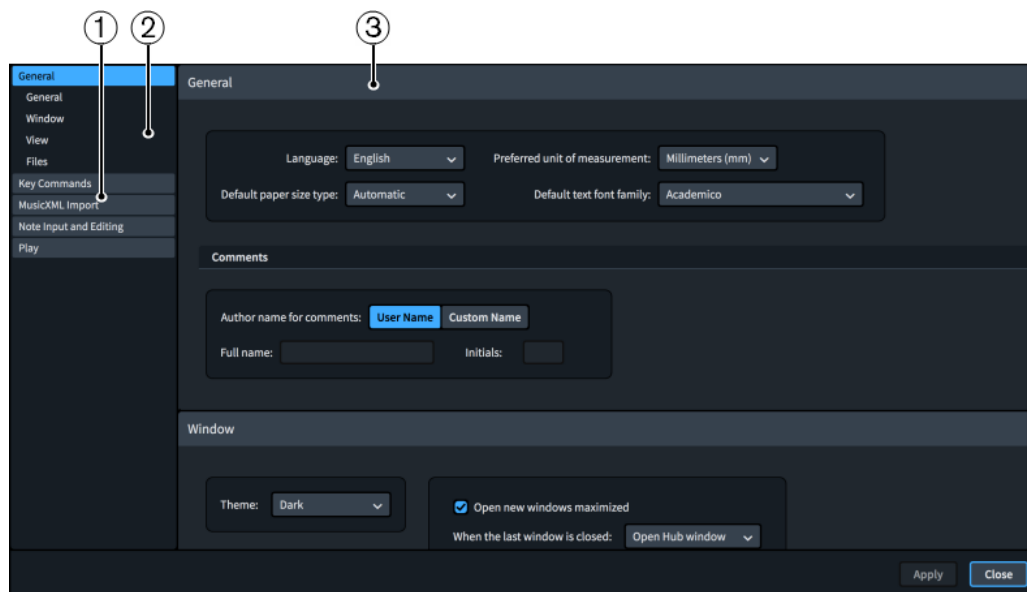 1 2 3
General
General
Window
View
Files
Key Commands
MusicXML Import
Note Input and Editing
Play
General
Language: English Preferred unit of measurement: Millimeters (mm)
Default paper size type: Automatic Default text font family: Academico
Comments
Author name for comments: User Name Custom Name
Full name: Initials:
Window
Theme: Dark
Open new windows maximized
When the last window is closed: Open Hub window
Apply Close